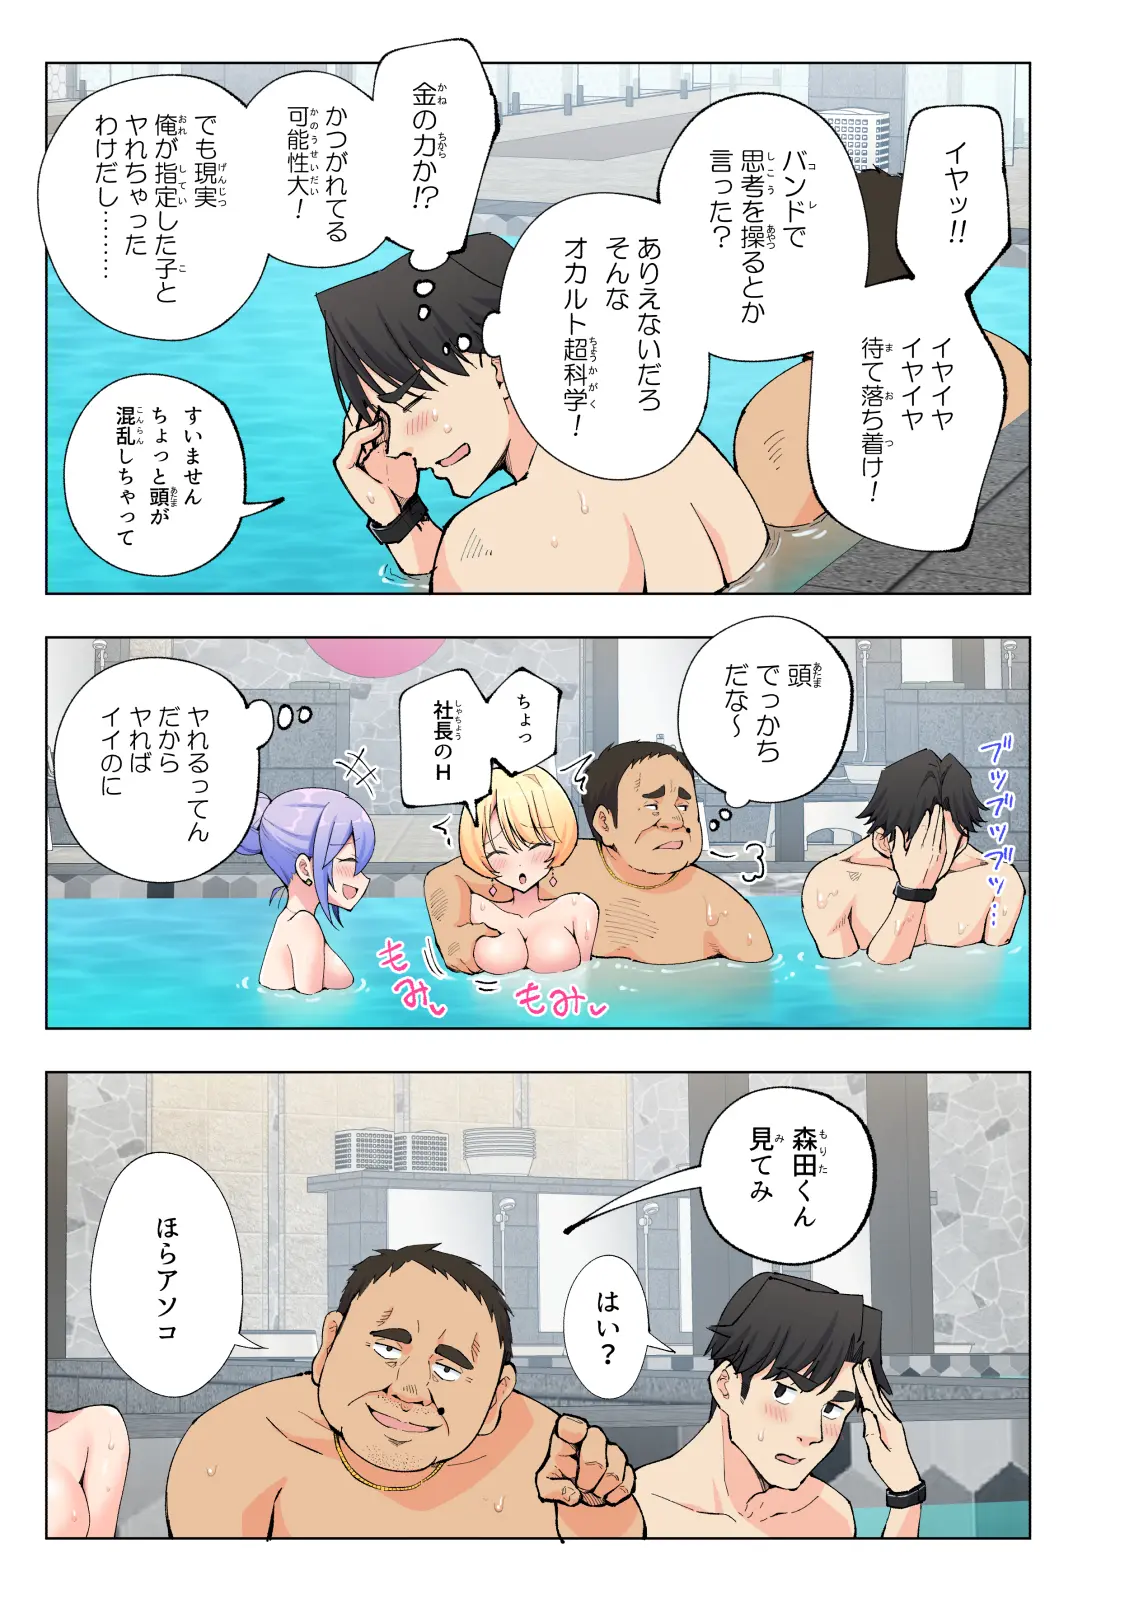 イヤッ!!
イヤイヤ
イヤイヤ
待て落ち着け!
バンドで
思考を操るとか
言った?
ありえないだろ
そんな
オカルト超科学!
金の力か!?
かつがれてる
可能性大!
でも現実
俺が指定した子と
ヤれちゃった
わけだし………
すいません
ちょっと頭が
混乱しちゃって
頭
でっかち
だな〜
ブツブツブツブツ…
ちょっ
社長のH
ヤれるってん
だから
ヤれば
イイのに
もみ
もみ
森田くん
見てみ
はい?
ほらアソコ